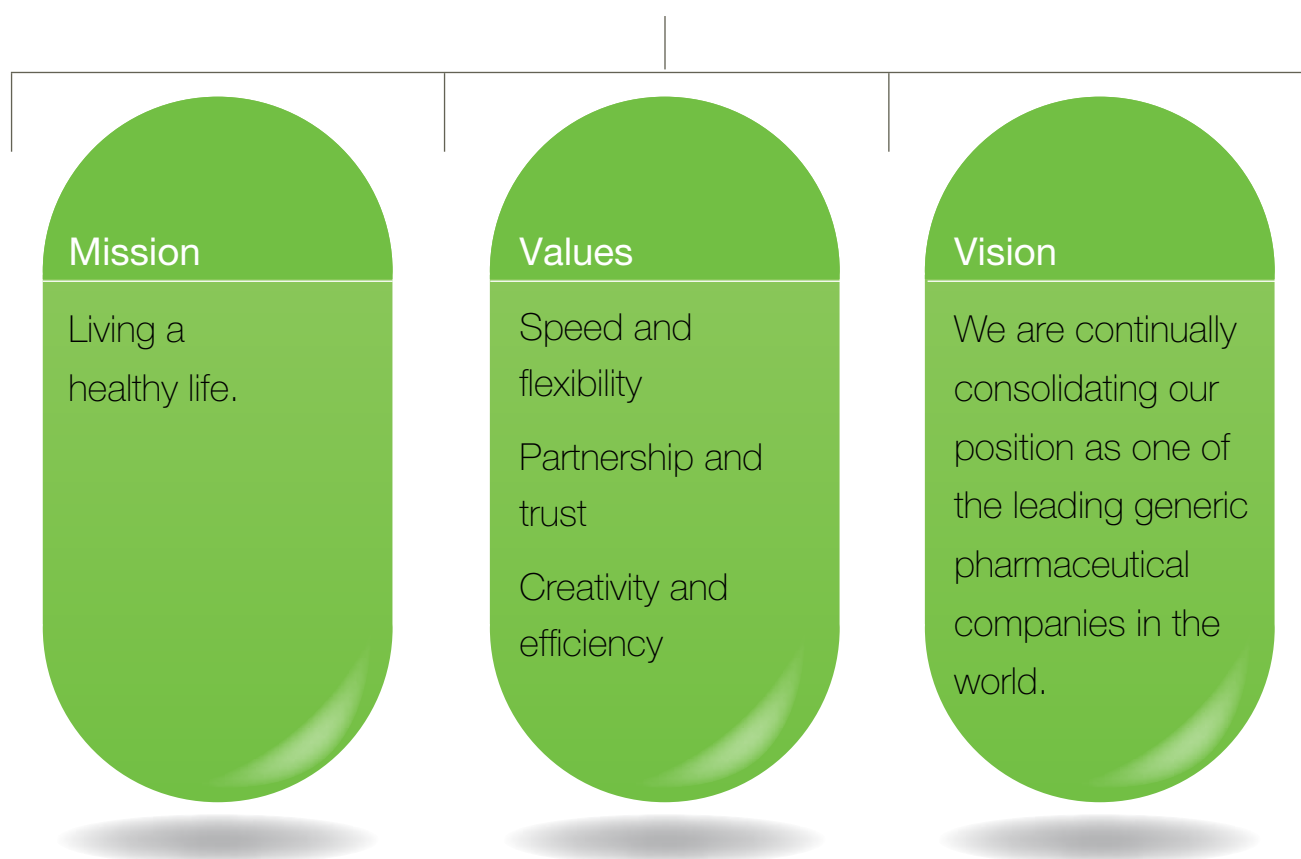 Mission
Living a
healthy life.
Values
Speed and
flexibility
Partnership and
trust
Creativity and
efficiency
Vision
We are continually
consolidating our
position as one of
the leading generic
pharmaceutical
companies in the
world.